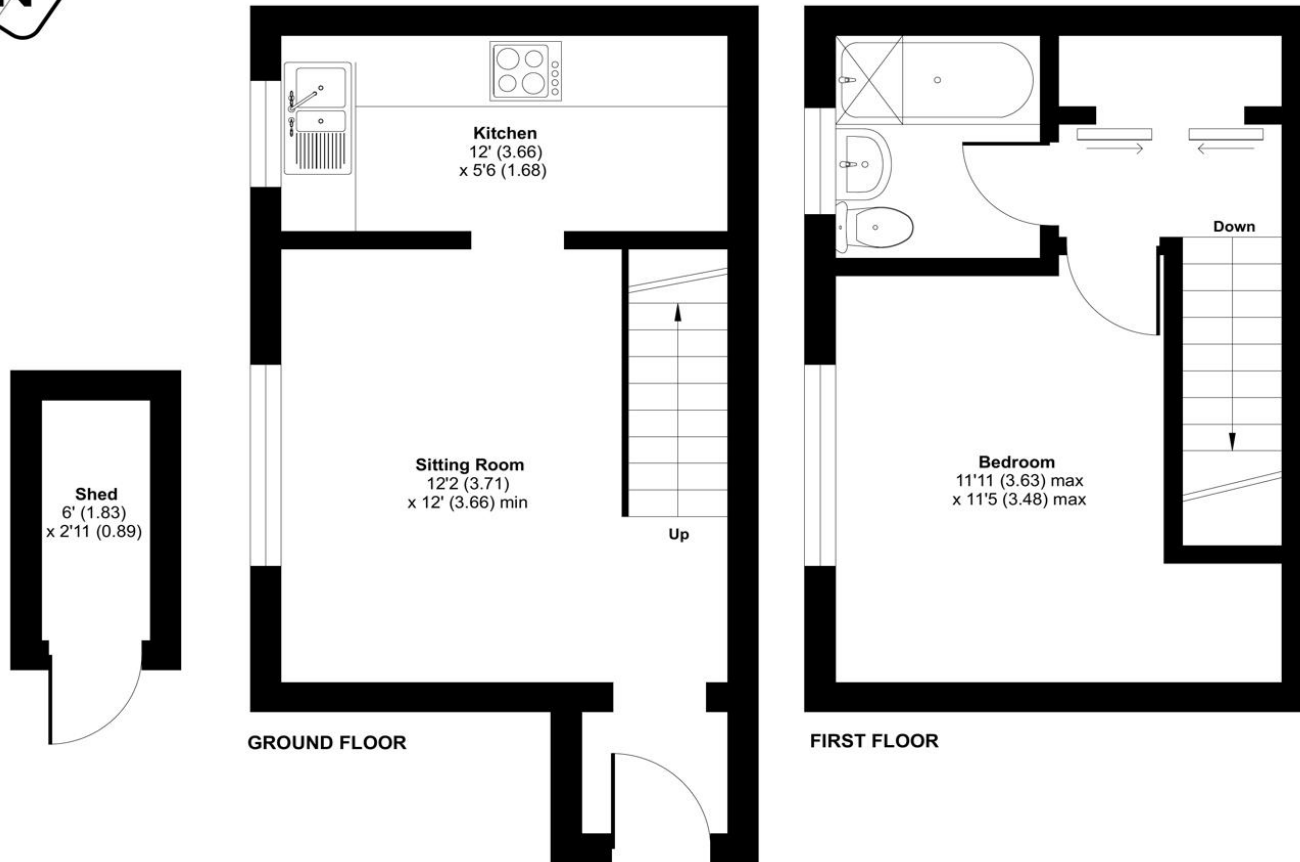 Kitchen
12' (3.66)
x 5'6 (1.68)
Down
Sitting Room
12'2 (3.71)
x 12' (3.66) min
Up
Bedroom
11'11 (3.63) max
x 11'5 (3.48) max
Shed
6' (1.83)
x 2'11 (0.89)
GROUND FLOOR
FIRST FLOOR